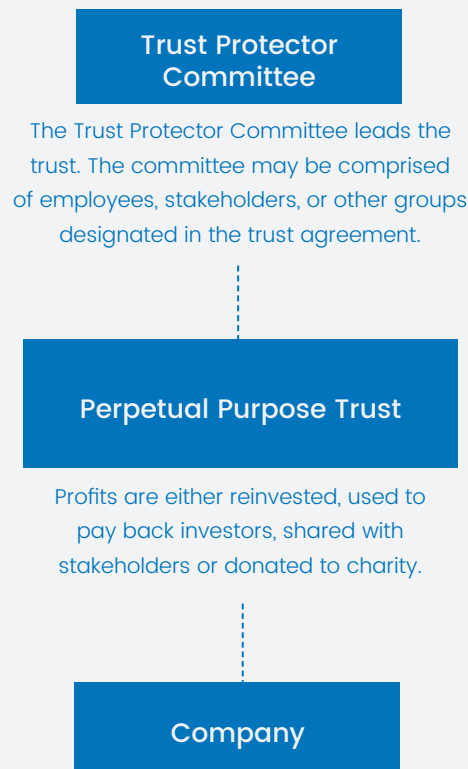 Trust Protector
Committee
The Trust Protector Committee leads the
trust. The committee may be comprised
of employees, stakeholders, or other groups
designated in the trust agreement.
Perpetual Purpose Trust
Profits are either reinvested, used to
pay back investors, shared with
stakeholders or donated to charity.
Company